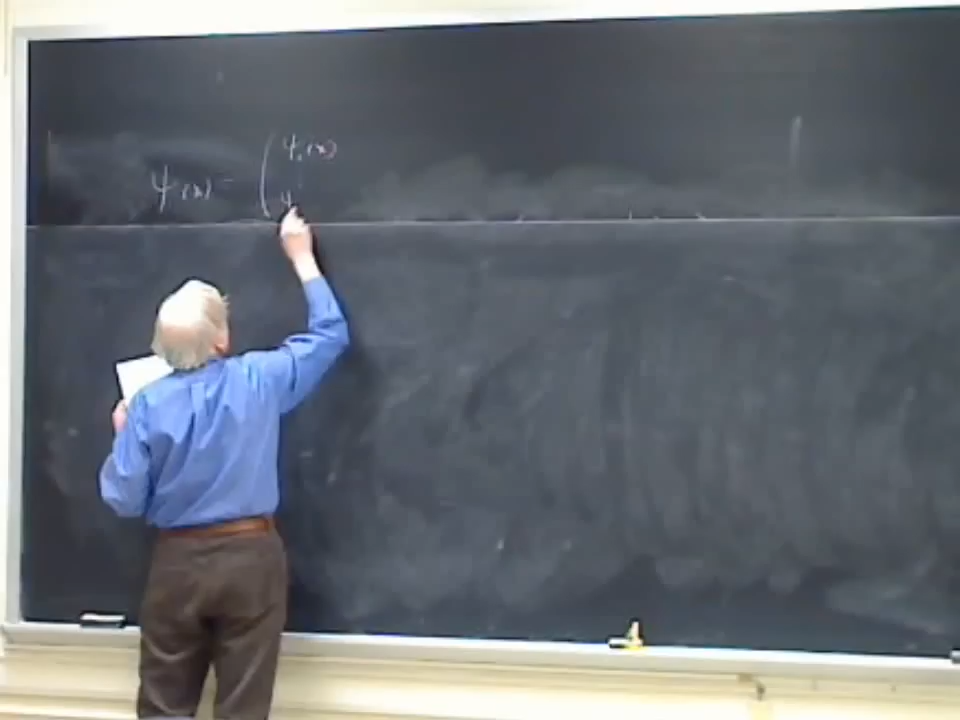 ψ(x) = ( ψ₁(x)
⋮
ψ